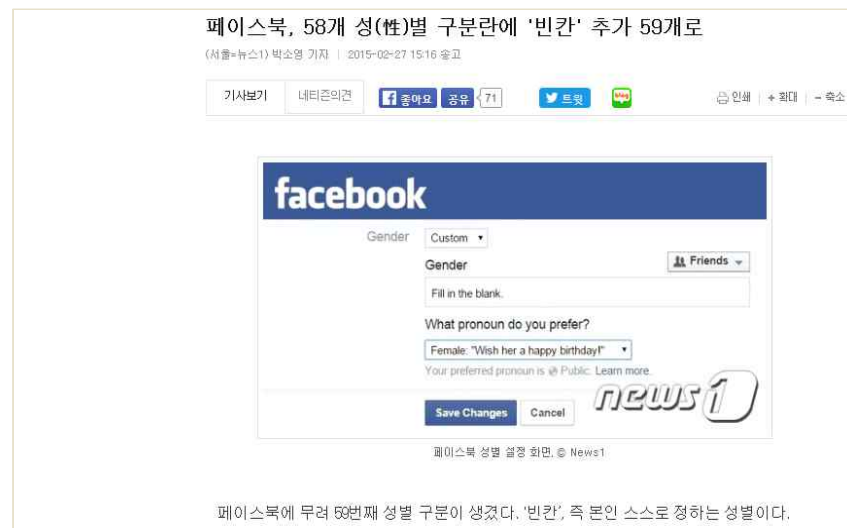 페이스북, 58개 성(性)별 구분란에 '빈칸' 추가 59개로
(서울=뉴스1) 박소영 기자 | 2015-02-27 15:16 송고
기사보기 네티즌의견 좋아요 공유 71 트윗 blog 인쇄 + 확대 - 축소
facebook
Gender Custom
Gender Friends
Fill in the blank.
What pronoun do you prefer?
Female: "Wish her a happy birthday!"
Your preferred pronoun is Public. Learn more.
news1
Save Changes Cancel
페이스북 성별 설정 화면. © News1
페이스북에 무려 59번째 성별 구분이 생겼다. '빈칸', 즉 본인 스스로 정하는 성별이다.